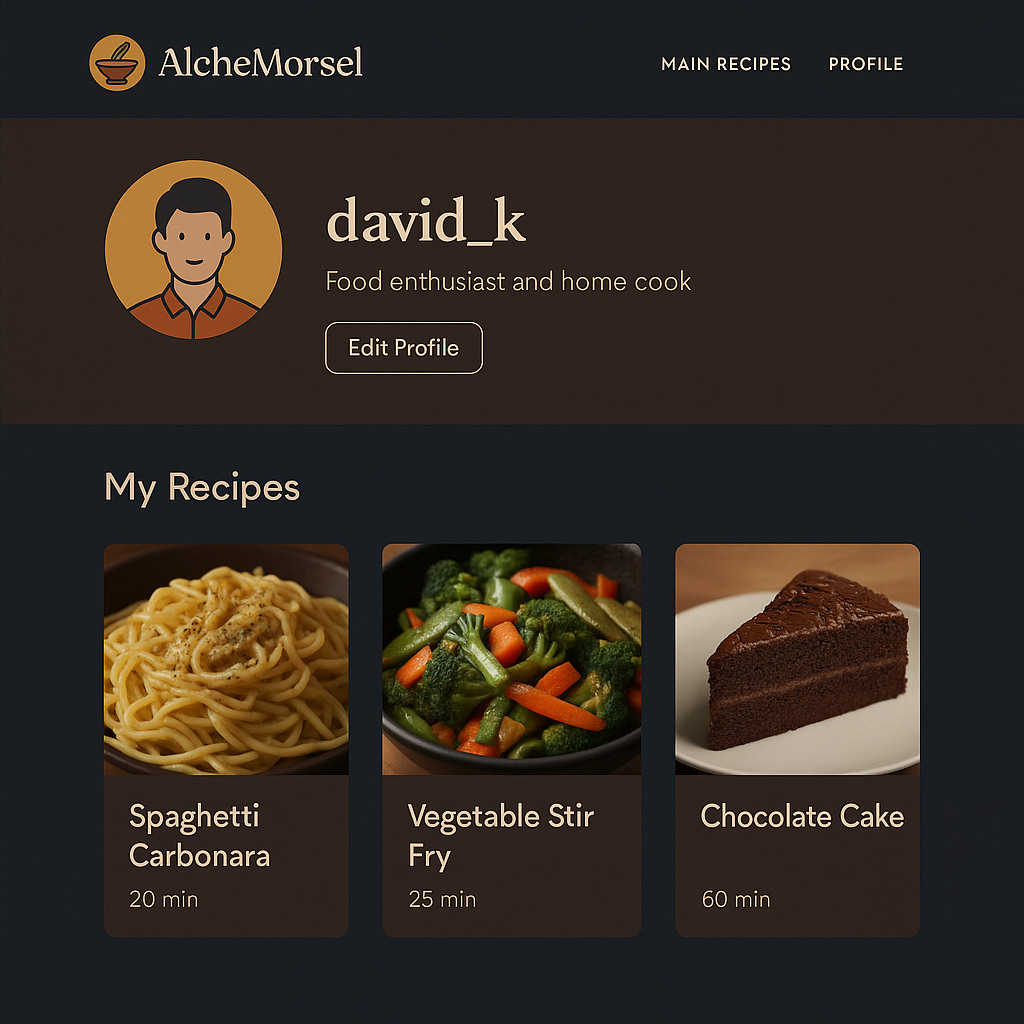 AlcheMorsel
MAIN RECIPES PROFILE
david_k
Food enthusiast and home cook
Edit Profile
My Recipes
Spaghetti
Carbonara
20 min
Vegetable Stir
Fry
25 min
Chocolate Cake
60 min